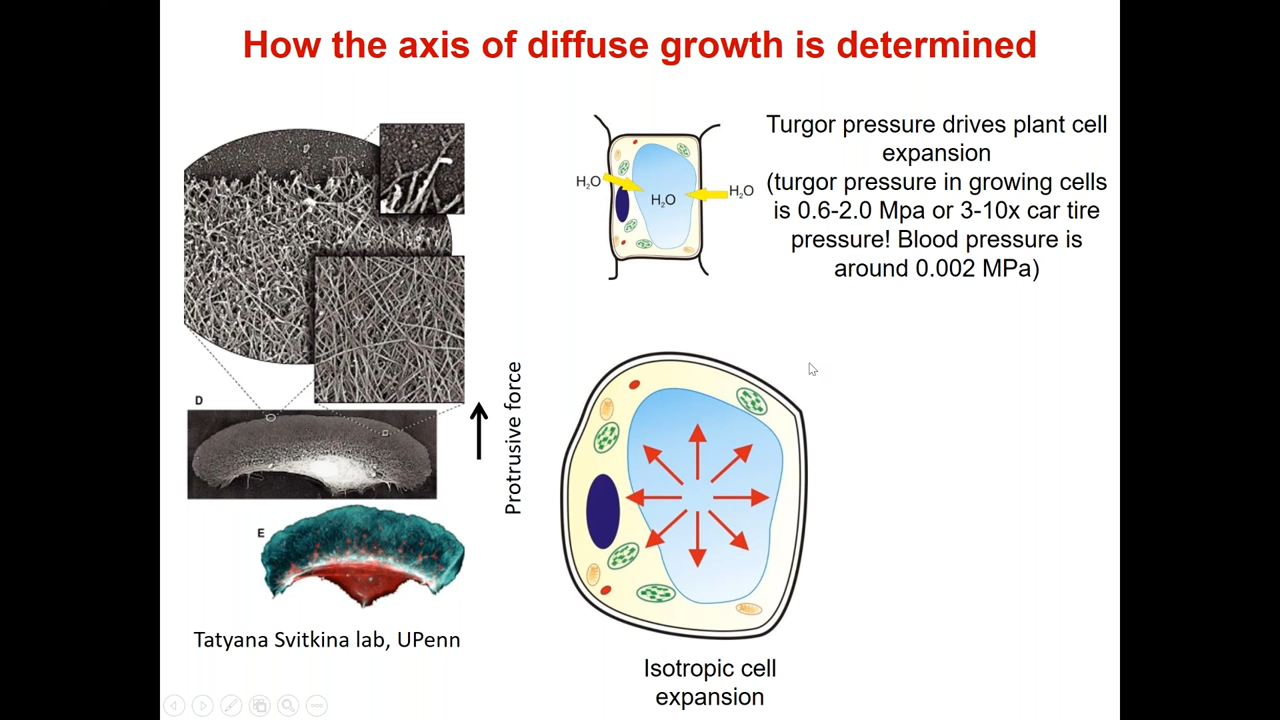 How the axis of diffuse growth is determined
Turgor pressure drives plant cell
expansion
(turgor pressure in growing cells
is 0.6-2.0 Mpa or 3-10x car tire
pressure! Blood pressure is
around 0.002 MPa)
H₂O
H₂O
H₂O
D
Protrusive force
E
Tatyana Svitkina lab, UPenn
Isotropic cell
expansion